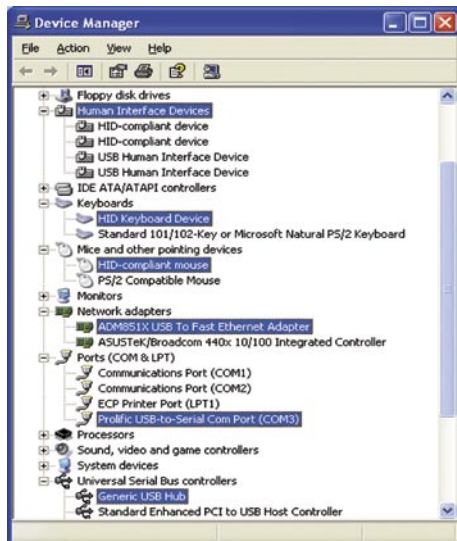 Device Manager
File Action View Help
Floppy disk drives
Human Interface Devices
HID-compliant device
HID-compliant device
USB Human Interface Device
USB Human Interface Device
IDE ATA/ATAPI controllers
Keyboards
HID Keyboard Device
Standard 101/102-Key or Microsoft Natural PS/2 Keyboard
Mice and other pointing devices
HID-compliant mouse
PS/2 Compatible Mouse
Monitors
Network adapters
ADM851X USB To Fast Ethernet Adapter
ASUSTeK/Broadcom 440x 10/100 Integrated Controller
Ports (COM & LPT)
Communications Port (COM1)
Communications Port (COM2)
ECP Printer Port (LPT1)
Prolific USB-to-Serial Com Port (COM3)
Processors
Sound, video and game controllers
System devices
Universal Serial Bus controllers
Generic USB Hub
Standard Enhanced PCI to USB Host Controller